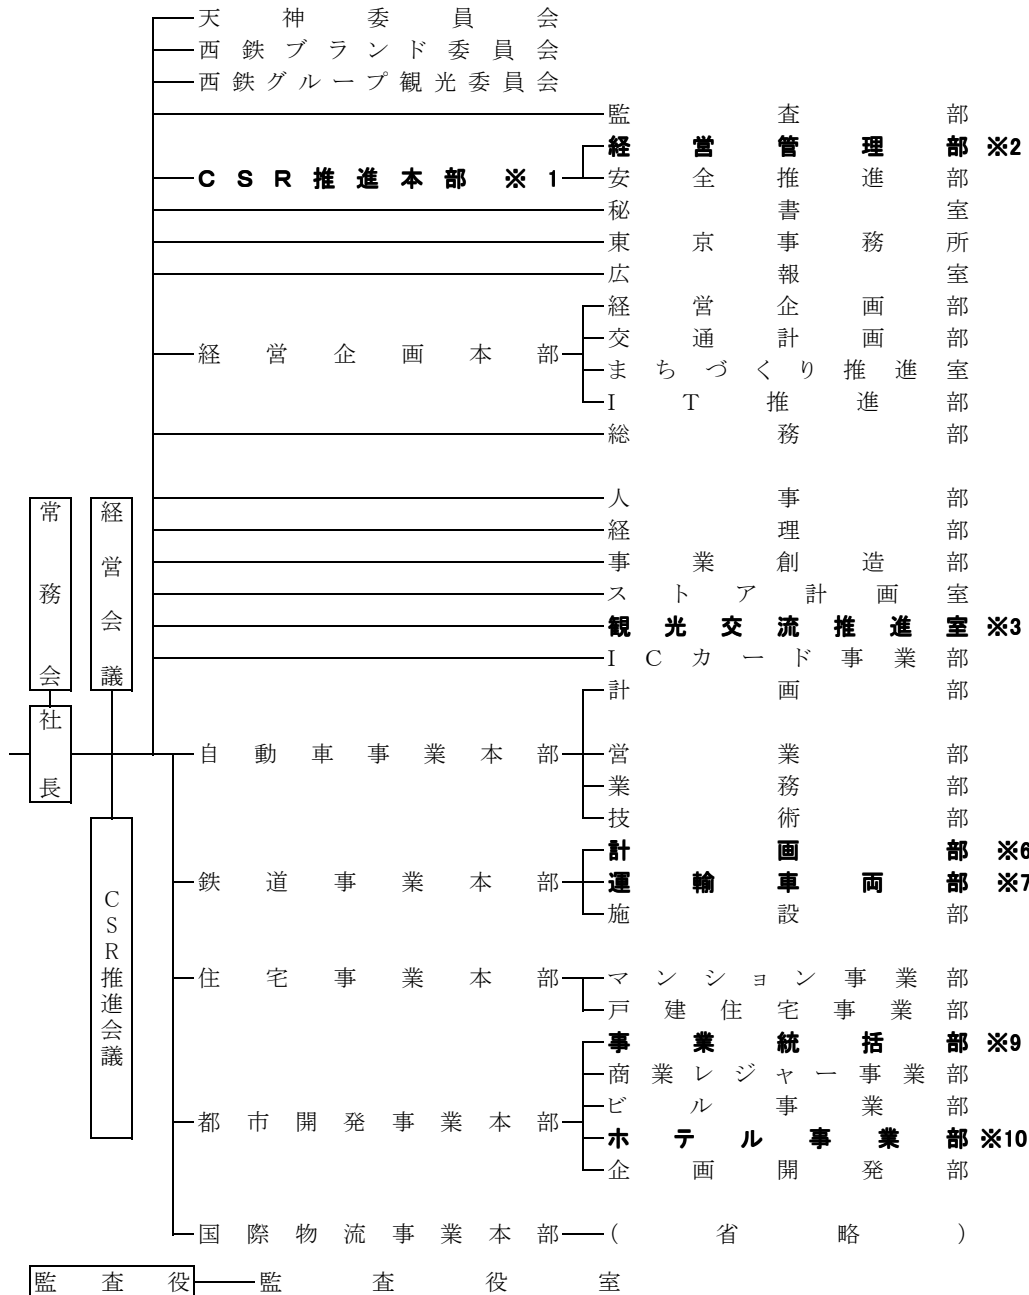 天神委員会
西鉄ブランド委員会
西鉄グループ観光委員会
監査部
経営管理部 ※2
CSR推進本部 ※1
安全推進部
秘書室
東京事務所
広報室
経営企画部
交通計画部
経営企画本部
まちづくり推進室
IT推進部
総務部
常務会
経営会議
人事部
経理部
事業創造部
ストア計画室
観光交流推進室 ※3
ICカード事業部
計画部
社長
自動車事業本部
営業部
業務部
技術部
CSR推進会議
計画部 ※6
鉄道事業本部
運輸車両部 ※7
施設部
住宅事業本部
マンション事業部
戸建住宅事業部
事業統括部 ※9
商業レジャー事業部
ビル事業部
都市開発事業本部
ホテル事業部 ※10
企画開発部
国際物流事業本部
(省略)
監査役
監査役室